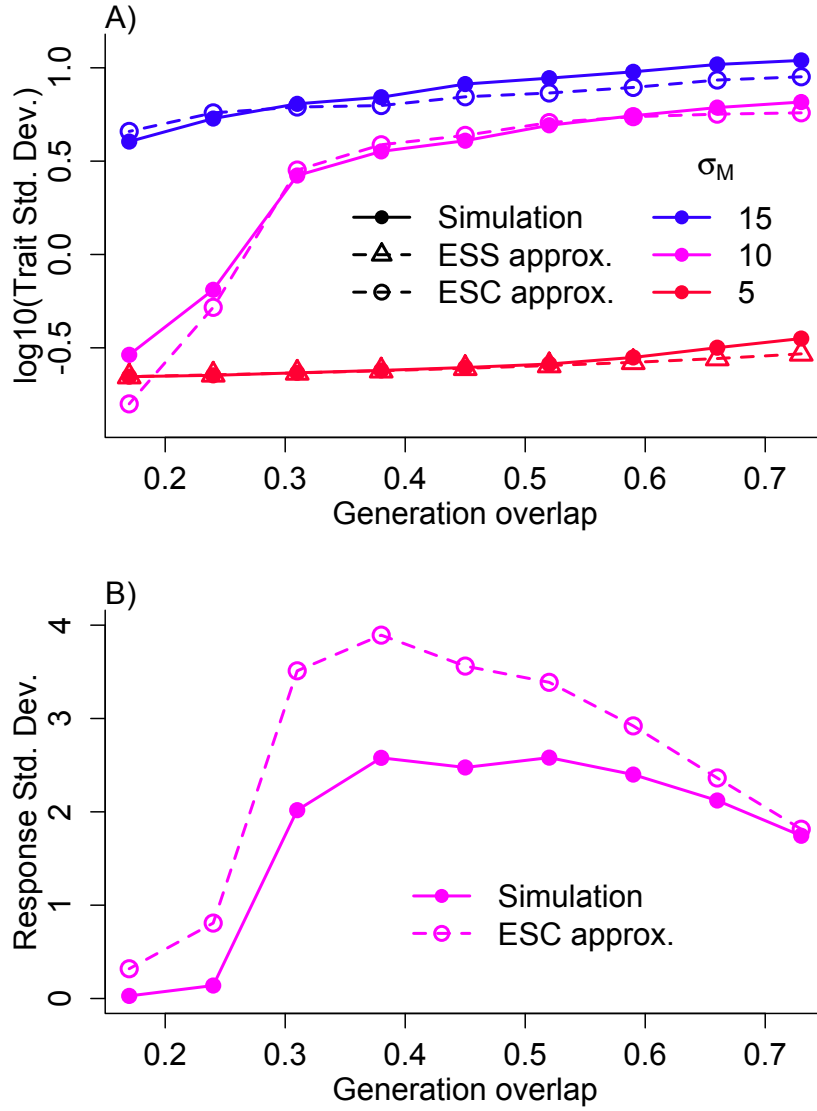 A)
log10(Trait Std. Dev.)
1.0
0.5
0.0
-0.5
σM
Simulation 15
ESS approx. 10
ESC approx. 5
0.2 0.3 0.4 0.5 0.6 0.7
Generation overlap
B)
Response Std. Dev.
4
3
2
1
0
Simulation
ESC approx.
0.2 0.3 0.4 0.5 0.6 0.7
Generation overlap